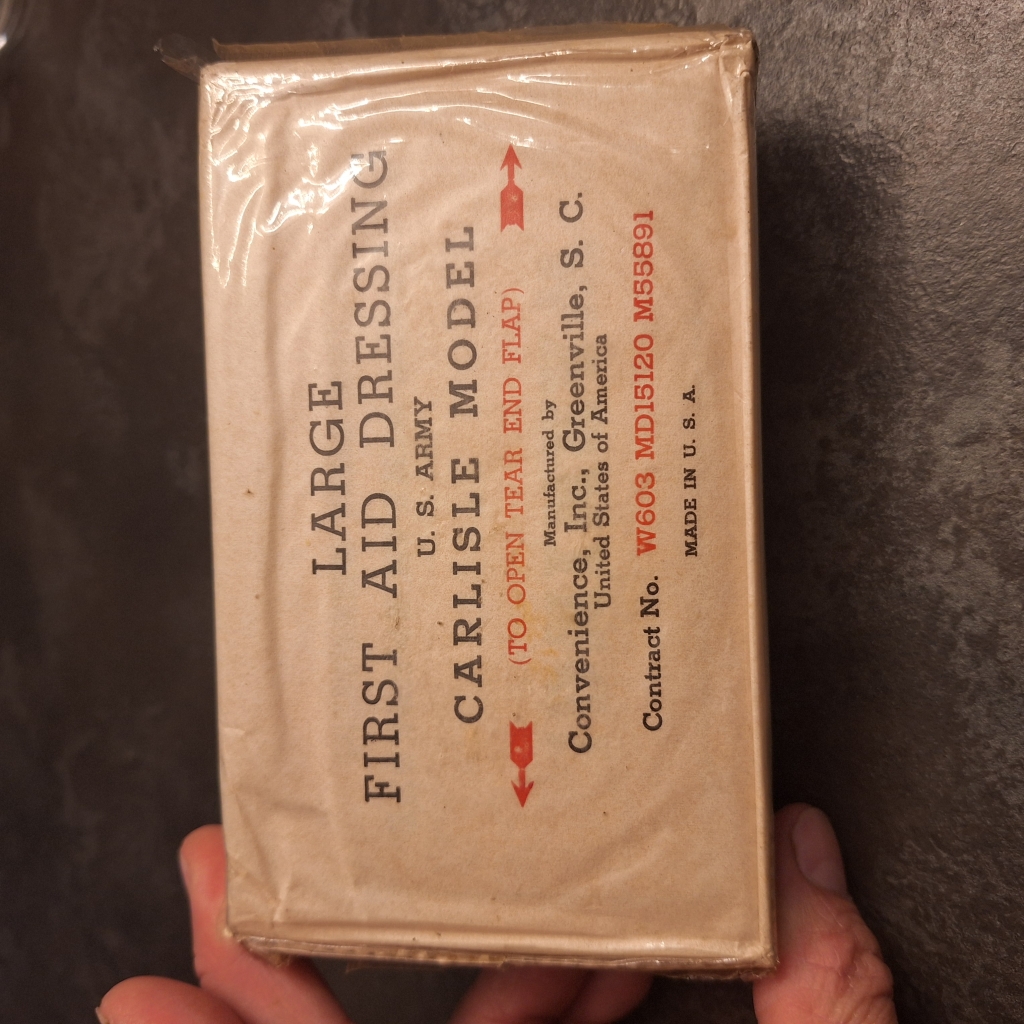 LARGE
FIRST AID DRESSING
U. S. ARMY
CARLISLE MODEL
(TO OPEN TEAR END FLAP)
Manufactured by
Convenience, Inc., Greenville, S. C.
United States of America
Contract No. W603 MD15120 M55891
MADE IN U. S. A.